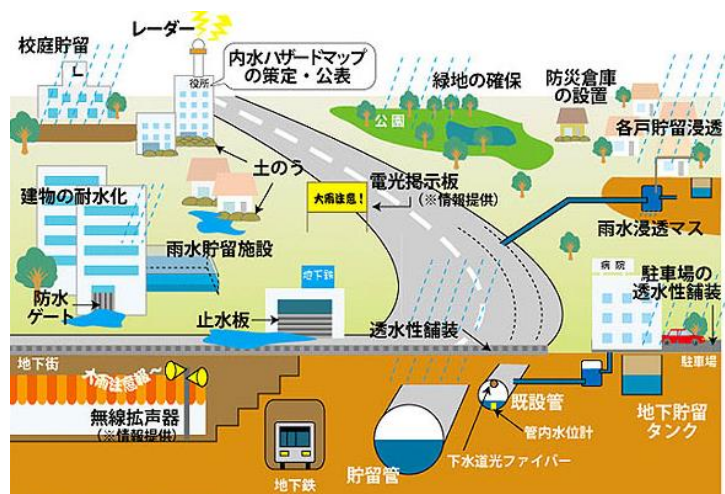 校庭貯留
レーダー
役所
内水ハザードマップ
の策定・公表
緑地の確保
公園
防災倉庫
の設置
各戸貯留浸透
土のう
建物の耐水化
大雨注意!
電光掲示板
(※情報提供)
雨水浸透マス
雨水貯留施設
地下鉄
病院
駐車場の
透水性舗装
防水
ゲート
止水板
透水性舗装
駐車場
地下街
大雨注意報~
無線拡声器
(※情報提供)
地下鉄
貯留管
既設管
管内水位計
下水道光ファイバー
地下貯留
タンク